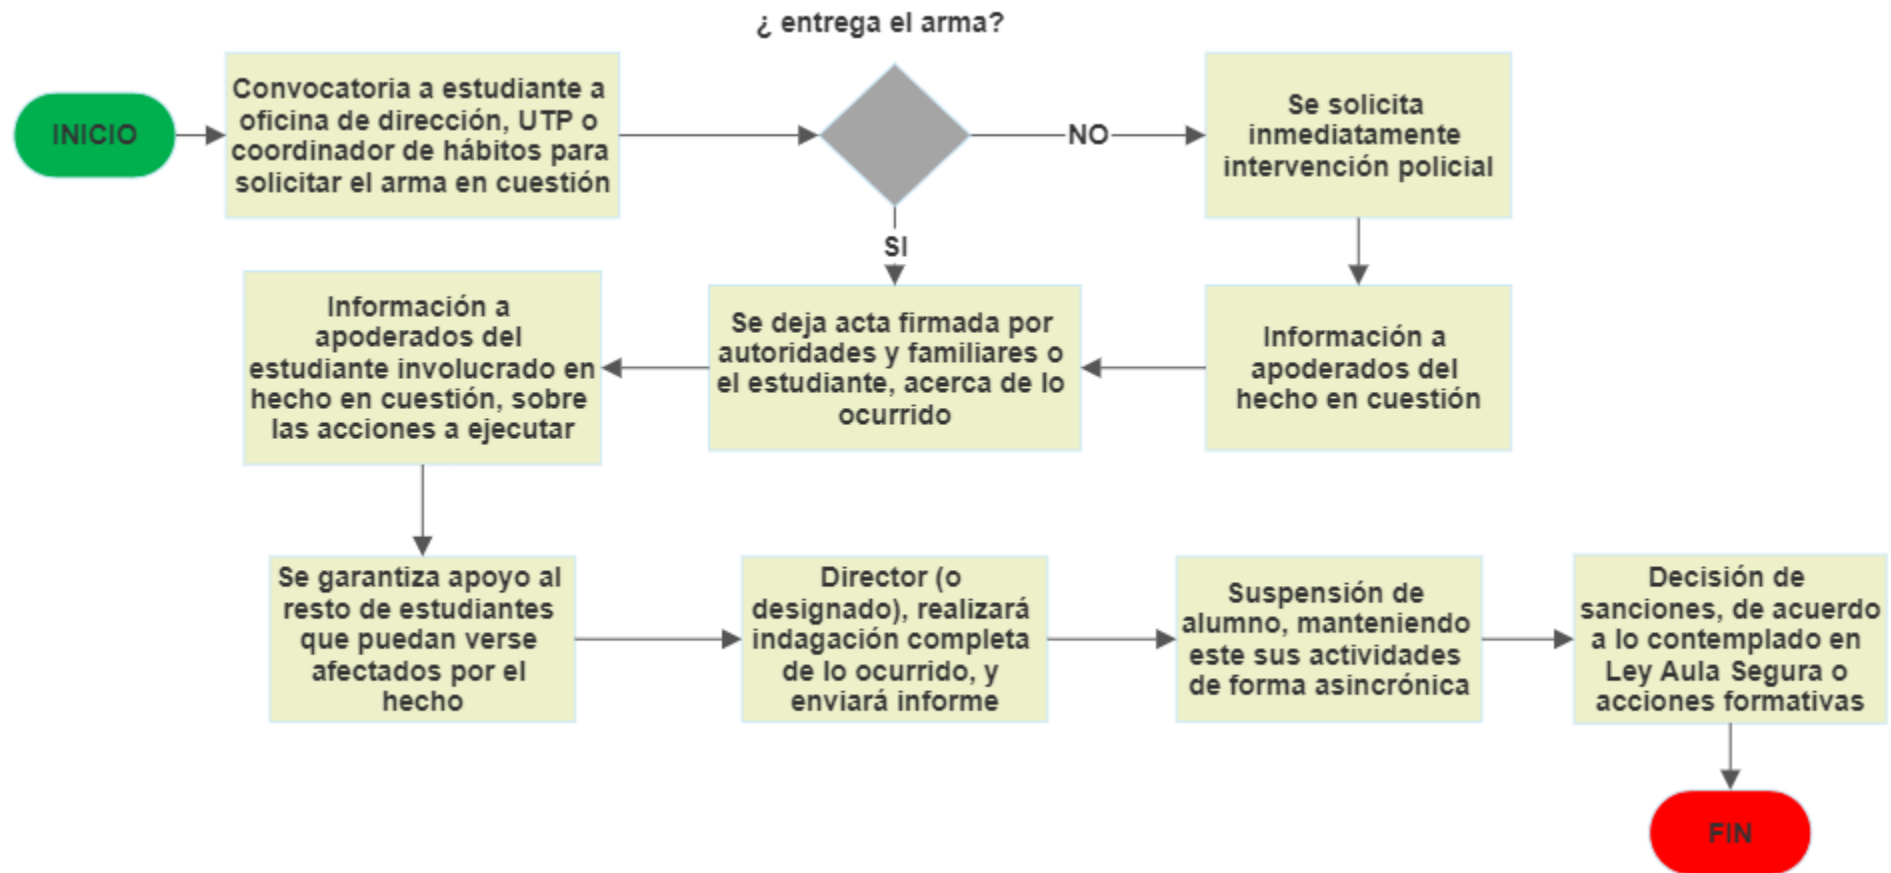 INICIO
Convocatoria a estudiante a
oficina de dirección, UTP o
coordinador de hábitos para
solicitar el arma en cuestión
¿ entrega el arma?
NO
Se solicita
inmediatamente
intervención policial
SI
Información a
apoderados del
hecho en cuestión
Se deja acta firmada por
autoridades y familiares o
el estudiante, acerca de lo
ocurrido
Información a
apoderados del
estudiante involucrado en
hecho en cuestión, sobre
las acciones a ejecutar
Se garantiza apoyo al
resto de estudiantes
que puedan verse
afectados por el
hecho
Director (o
designado), realizará
indagación completa
de lo ocurrido, y
enviará informe
Suspensión de
alumno, manteniendo
este sus actividades
de forma asincrónica
Decisión de
sanciones, de acuerdo
a lo contemplado en
Ley Aula Segura o
acciones formativas
FIN